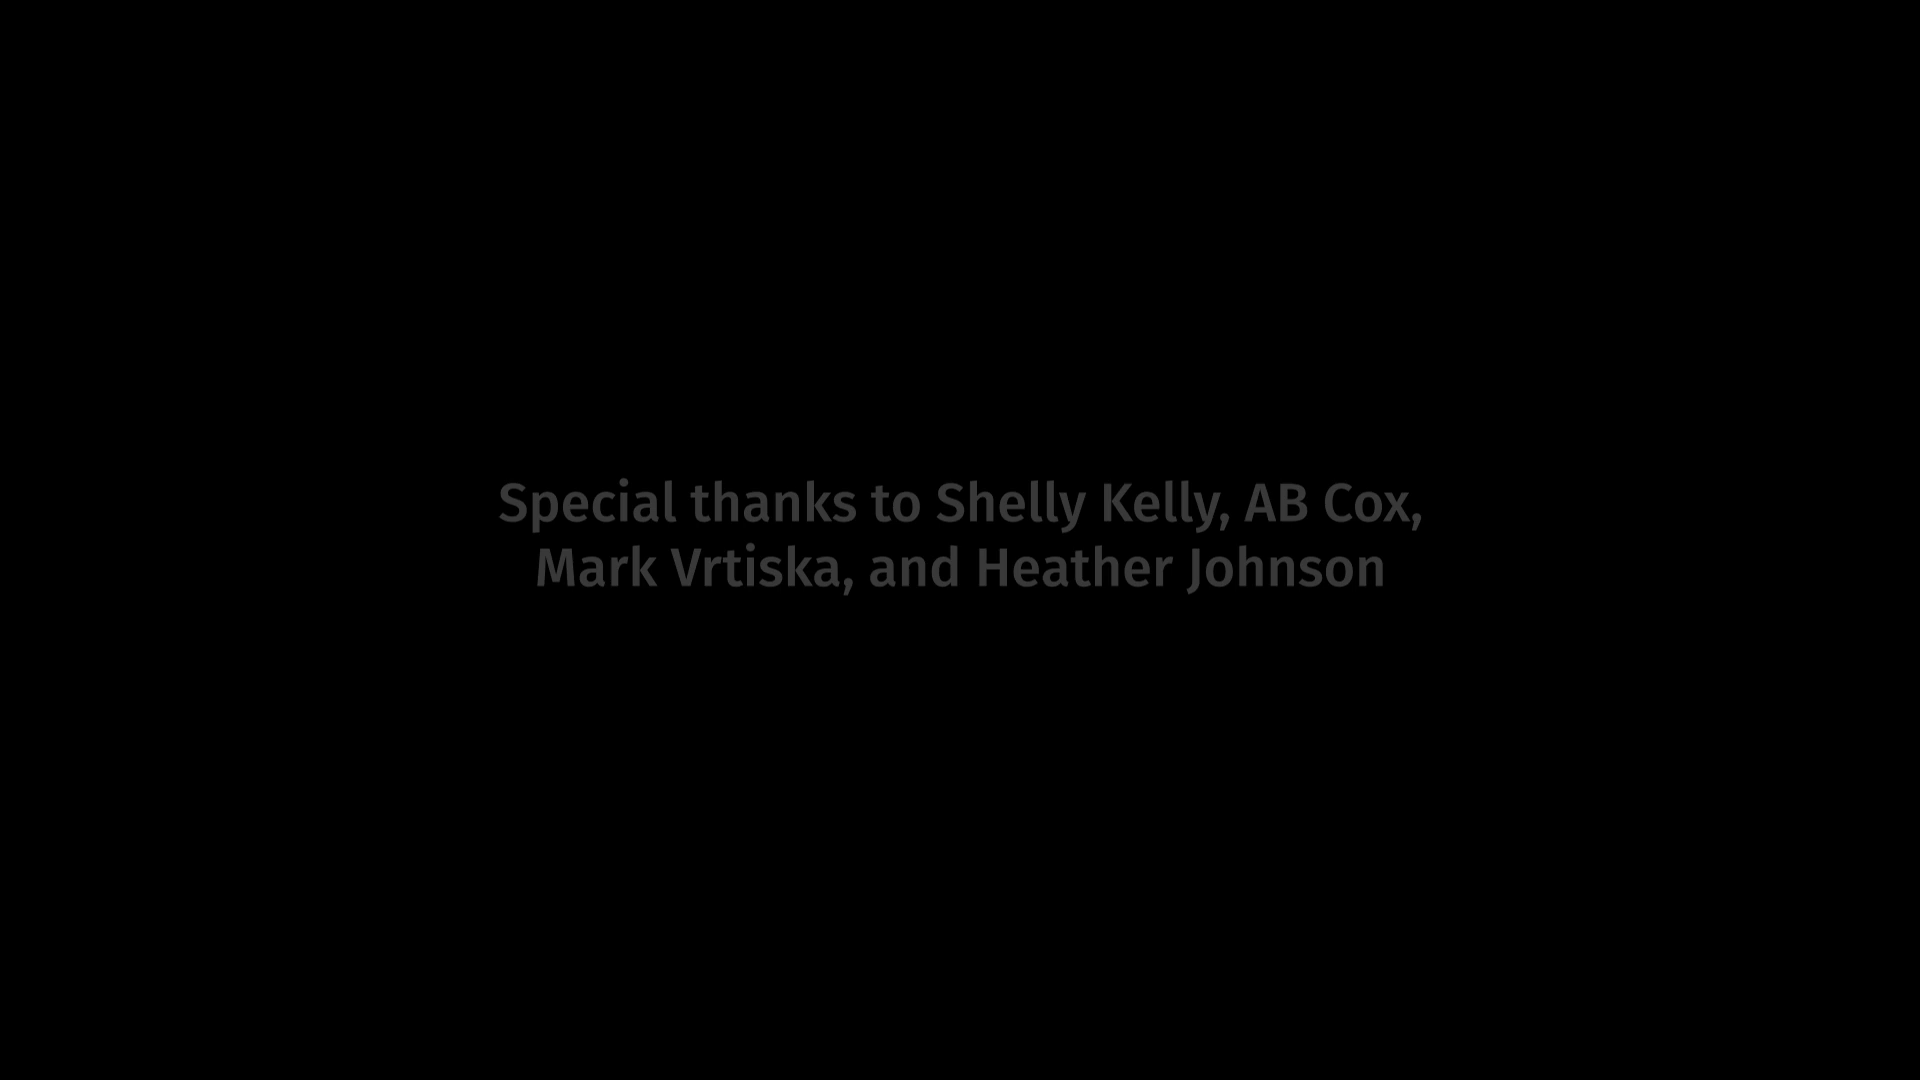 Special thanks to Shelly Kelly, AB Cox,
Mark Vrtiska, and Heather Johnson